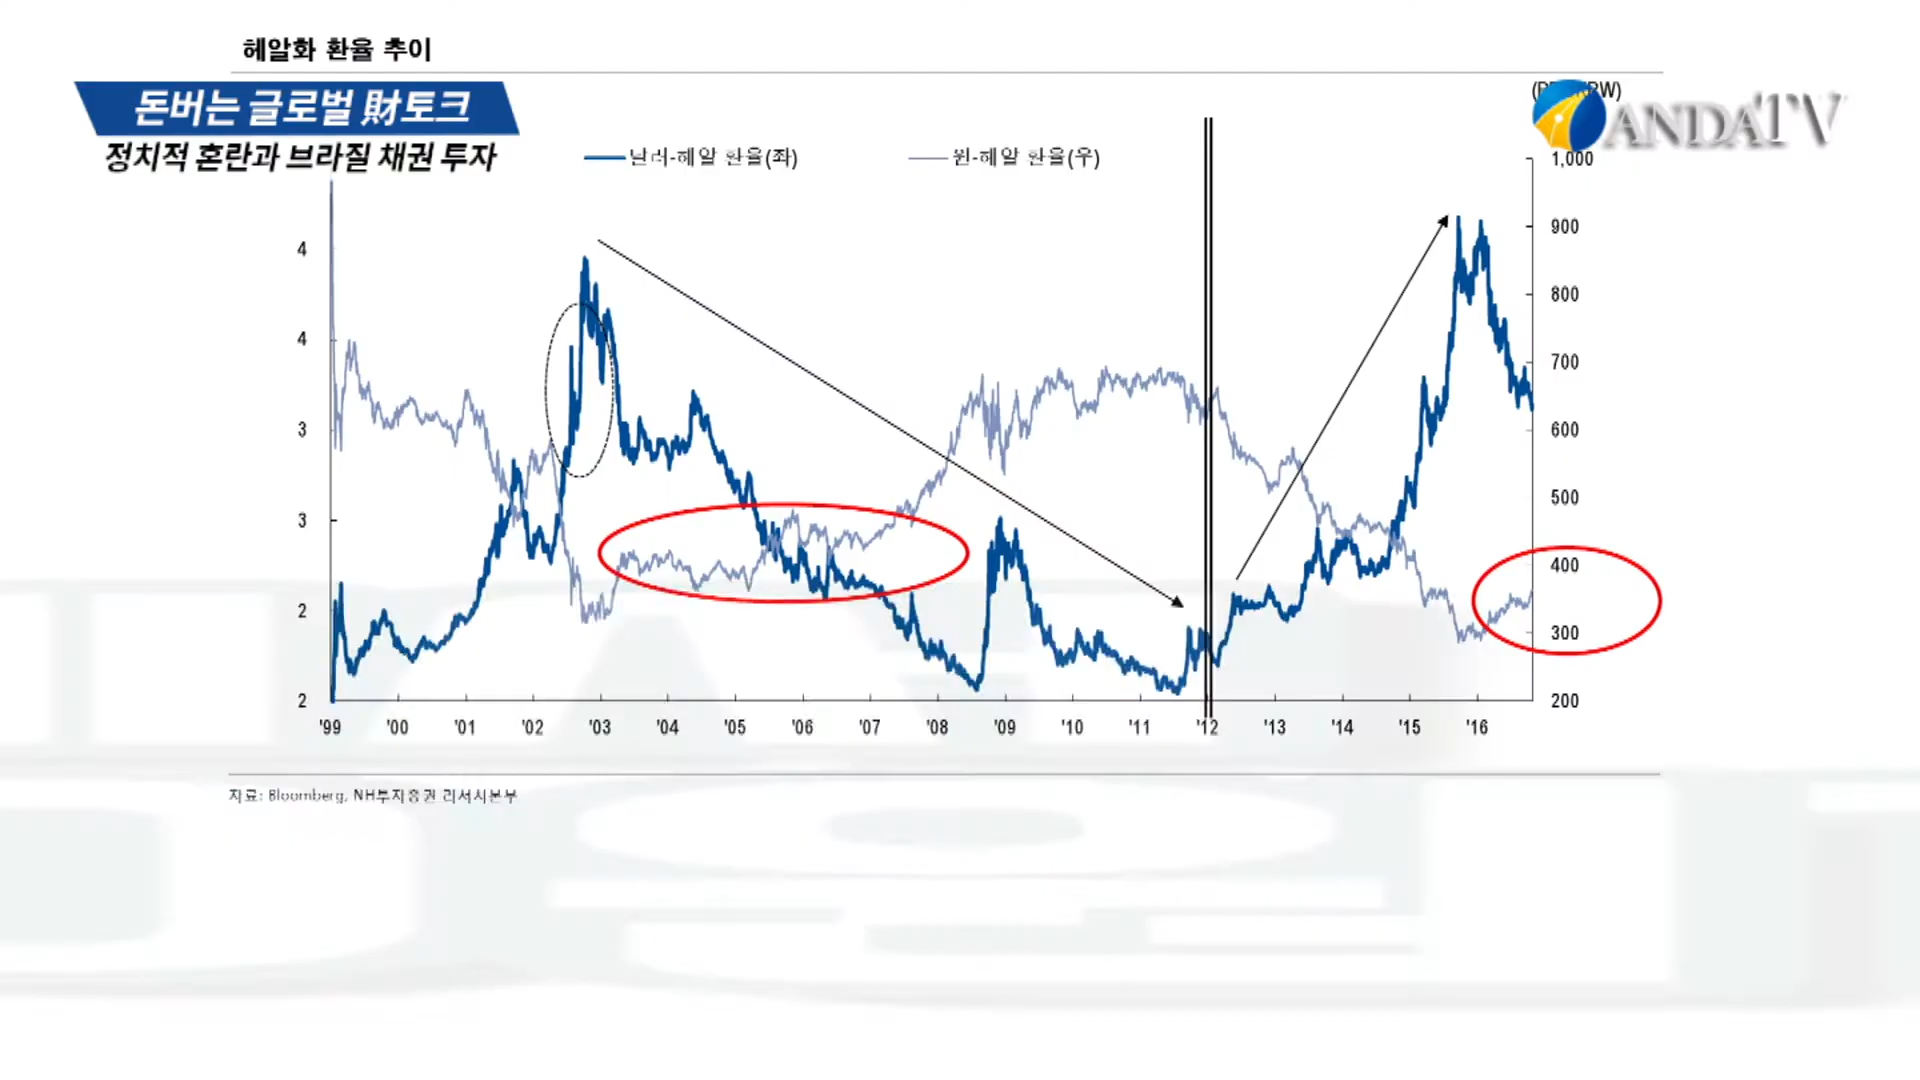 헤알화 환율 추이
돈버는 글로벌 財토크
정치적 혼란과 브라질 채권 투자
ANDATV
달러-헤알 환율(좌)
원-헤알 환율(우)
4
4
3
3
2
2
1,000
900
800
700
600
500
400
300
200
'99 '00 '01 '02 '03 '04 '05 '06 '07 '08 '09 '10 '11 '12 '13 '14 '15 '16
자료: Bloomberg, NH투자증권 리서치본부